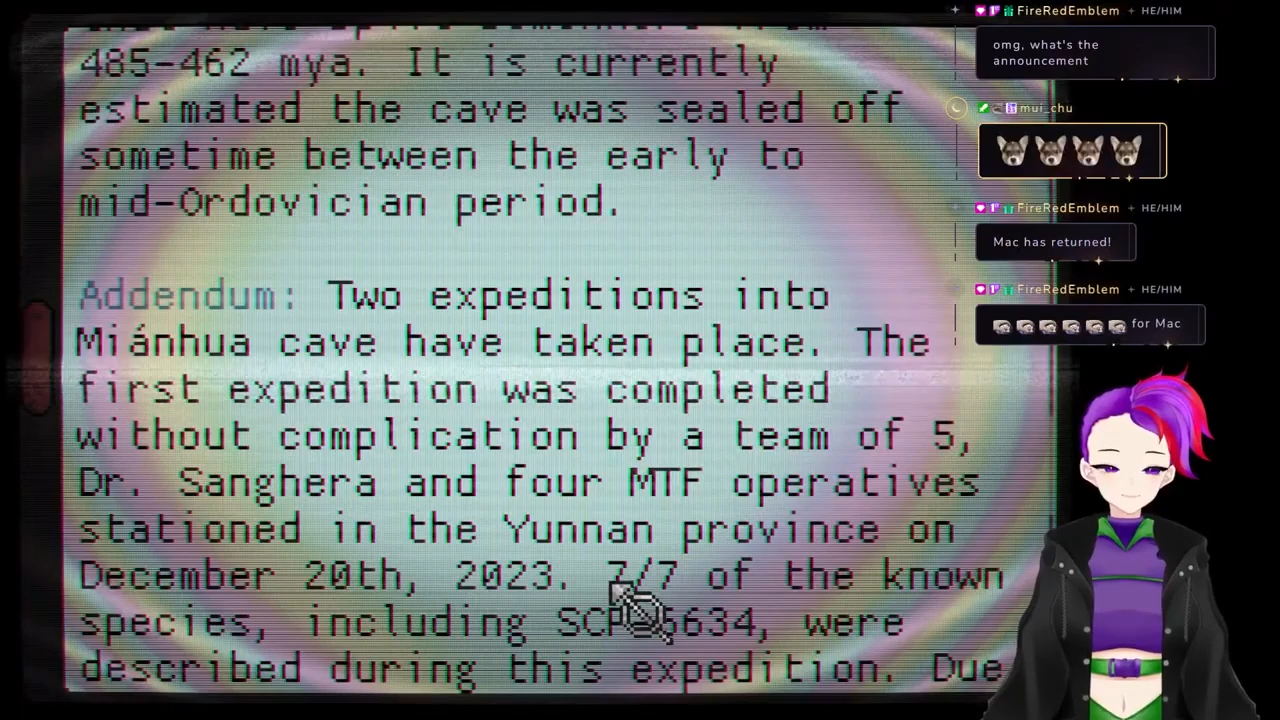 485-462 mya. It is currently
estimated the cave was sealed off
sometime between the early to
mid-Ordovician period.
Addendum: Two expeditions into
Miánhua cave have taken place. The
first expedition was completed
without complication by a team of 5,
Dr. Sanghera and four MTF operatives
stationed in the Yunnan province on
December 20th, 2023. 7/7 of the known
species, including 5634, were
described during this expedition. Due
FireRedEmblem + HE/HIM
omg, what's the
announcement
mui_chu
FireRedEmblem + HE/HIM
Mac has returned!
FireRedEmblem + HE/HIM
for Mac